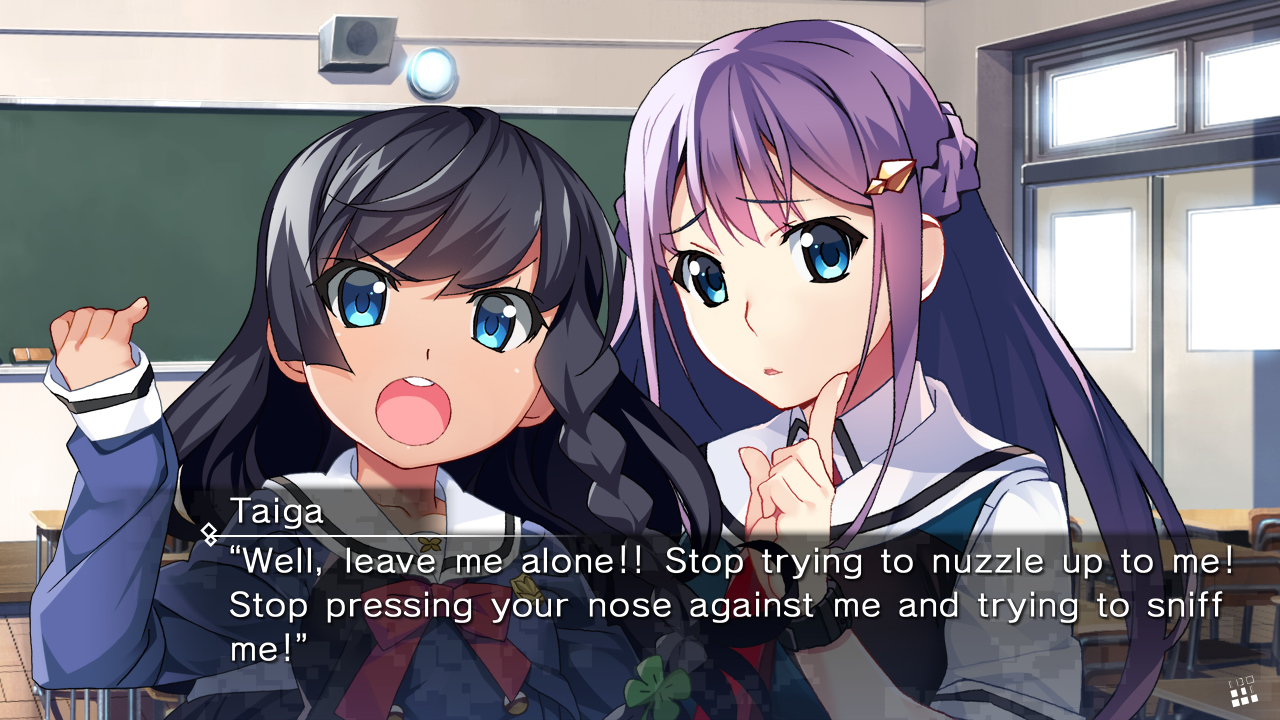 Taiga
“Well, leave me alone!! Stop trying to nuzzle up to me!
Stop pressing your nose against me and trying to sniff
me!”